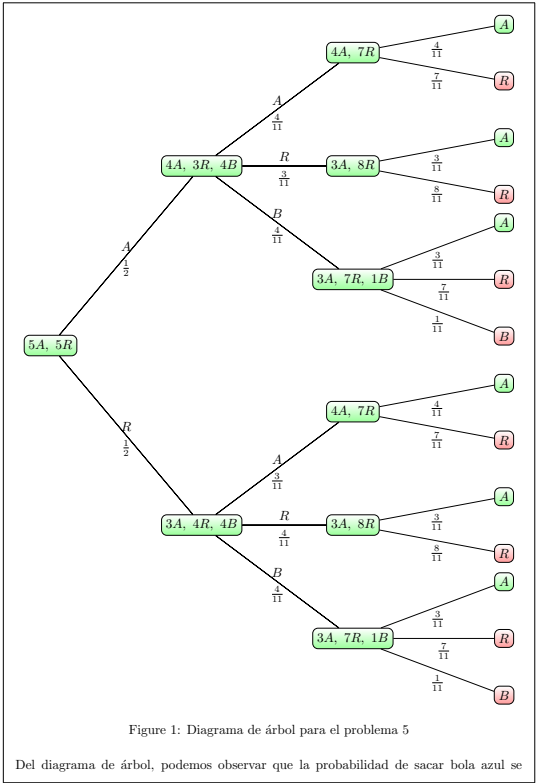 4A, 7R
A
4/11
7/11
R
A
4/11
4A, 3R, 4B
R
3/11
3A, 8R
A
3/11
8/11
R
B
4/11
3A, 7R, 1B
A
3/11
R
7/11
1/11
B
A
1/2
5A, 5R
R
1/2
4A, 7R
A
4/11
7/11
R
A
3/11
3A, 4R, 4B
R
4/11
3A, 8R
A
3/11
8/11
R
B
4/11
3A, 7R, 1B
A
3/11
R
7/11
1/11
B
Figure 1: Diagrama de árbol para el problema 5
Del diagrama de árbol, podemos observar que la probabilidad de sacar bola azul se